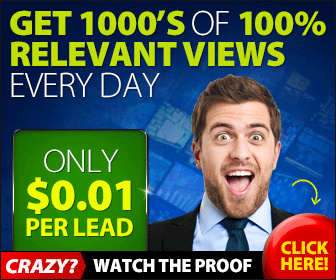 GET 1000'S OF 100%
RELEVANT VIEWS
EVERY DAY
ONLY
$0.01
PER LEAD
CRAZY? WATCH THE PROOF
CLICK
HERE!